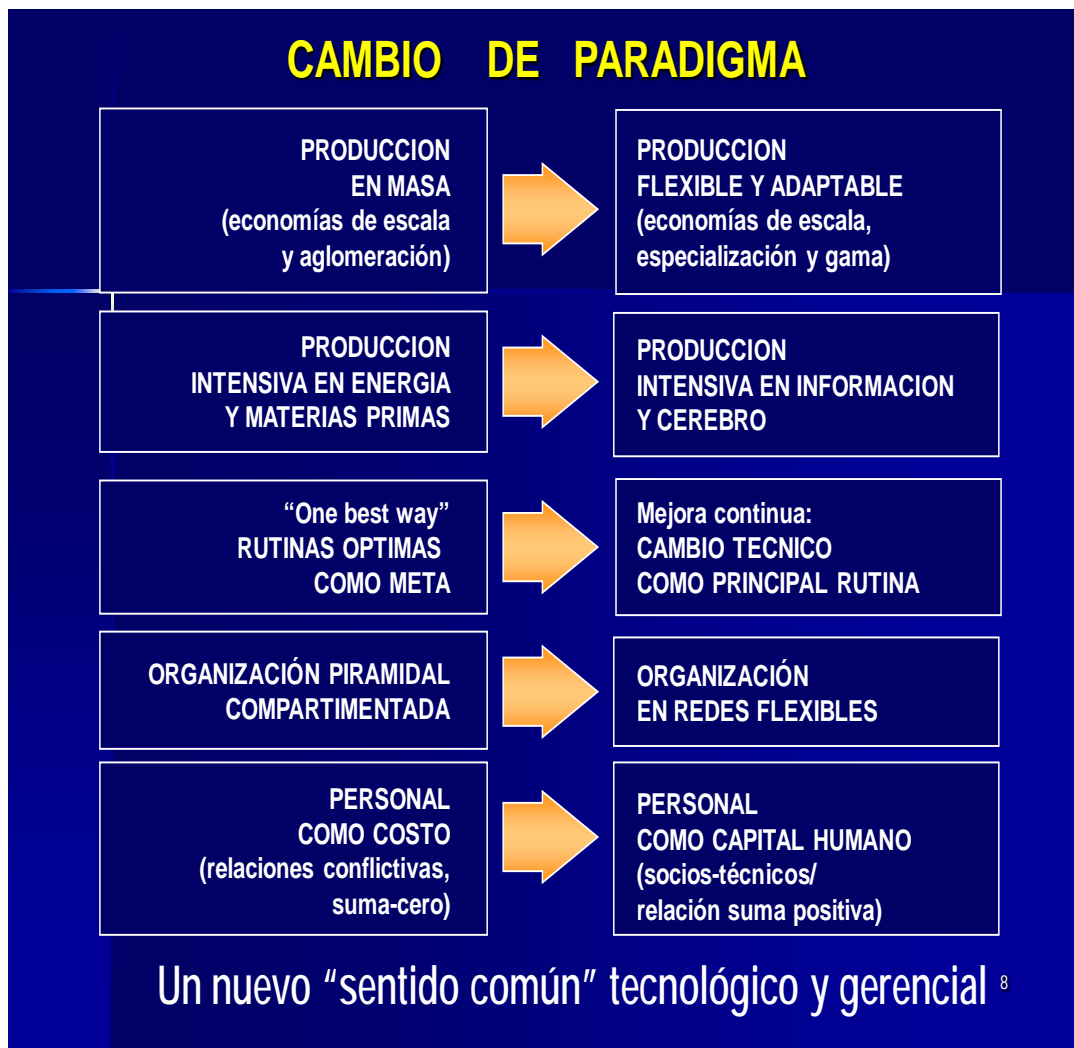 CAMBIO DE PARADIGMA
PRODUCCION
EN MASA
(economías de escala
y aglomeración)
PRODUCCION
FLEXIBLE Y ADAPTABLE
(economías de escala,
especialización y gama)
PRODUCCION
INTENSIVA EN ENERGIA
Y MATERIAS PRIMAS
PRODUCCION
INTENSIVA EN INFORMACION
Y CEREBRO
“One best way”
RUTINAS OPTIMAS
COMO META
Mejora continua:
CAMBIO TECNICO
COMO PRINCIPAL RUTINA
ORGANIZACIÓN PIRAMIDAL
COMPARTIMENTADA
ORGANIZACIÓN
EN REDES FLEXIBLES
PERSONAL
COMO COSTO
(relaciones conflictivas,
suma-cero)
PERSONAL
COMO CAPITAL HUMANO
(socios-técnicos/
relación suma positiva)
Un nuevo “sentido común” tecnológico y gerencial 8